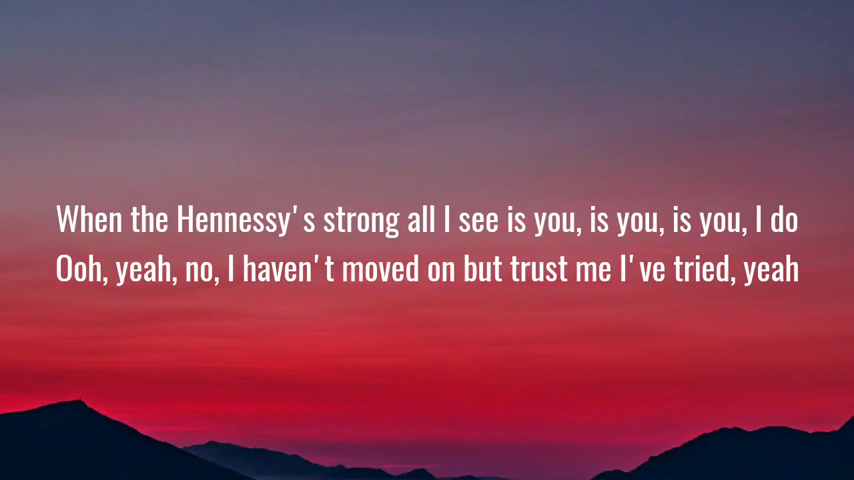 When the Hennessy's strong all I see is you, is you, is you, I do
Ooh, yeah, no, I haven't moved on but trust me I've tried, yeah